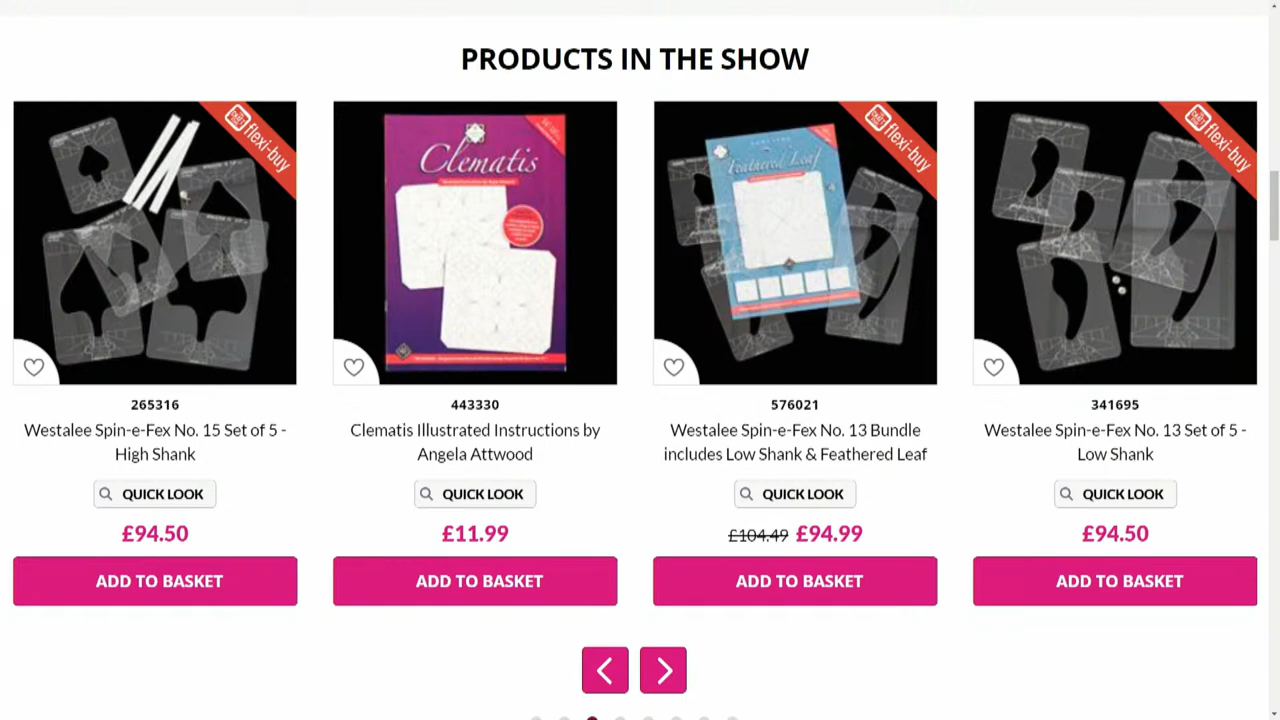 PRODUCTS IN THE SHOW
flexi-buy
Clematis
flexi-buy
Feathered Leaf
flexi-buy
265316
Westalee Spin-e-Fex No. 15 Set of 5 -
High Shank
QUICK LOOK
£94.50
ADD TO BASKET
443330
Clematis Illustrated Instructions by
Angela Attwood
QUICK LOOK
£11.99
ADD TO BASKET
576021
Westalee Spin-e-Fex No. 13 Bundle
includes Low Shank & Feathered Leaf
QUICK LOOK
£104.49 £94.99
ADD TO BASKET
341695
Westalee Spin-e-Fex No. 13 Set of 5 -
Low Shank
QUICK LOOK
£94.50
ADD TO BASKET